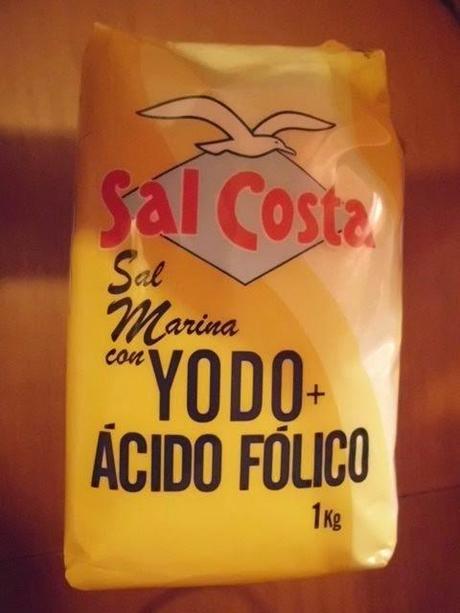 Sal Costa
Sal
Marina
con YODO+
ÁCIDO FÓLICO
1Kg